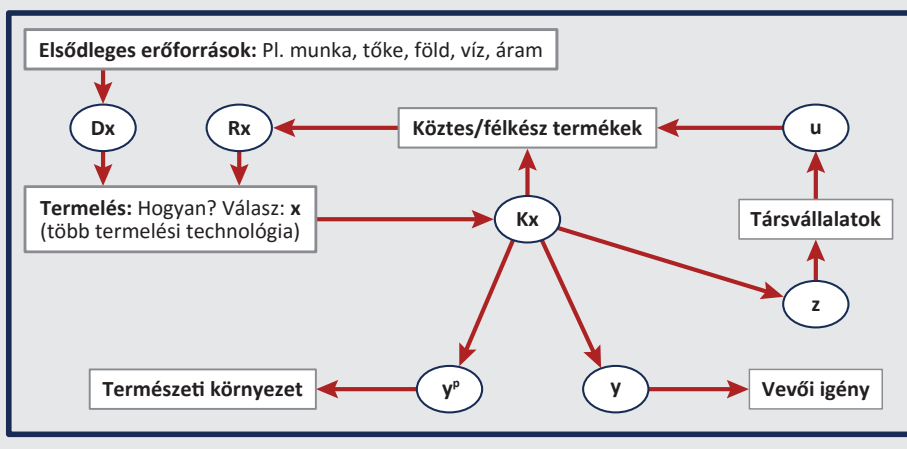 Elsődleges erőforrások: Pl. munka, tőke, föld, víz, áram
Dx
Rx
Köztes/félkész termékek
u
Termelés: Hogyan? Válasz: x
(több termelési technológia)
Kx
Társvállalatok
z
Természeti környezet
yᵖ
y
Vevői igény